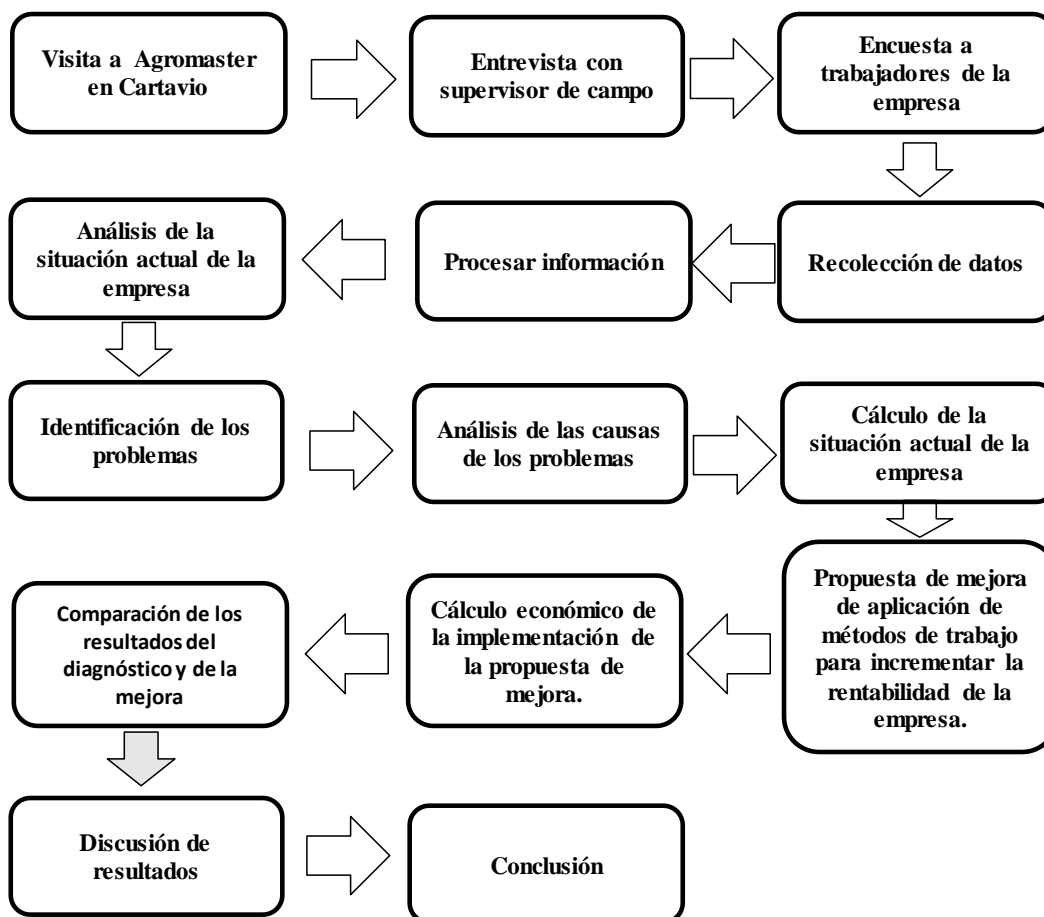 Visita a Agromaster
en Cartavio
Entrevista con
supervisor de campo
Encuesta a
trabajadores de la
empresa
Recolección de datos
Procesar información
Análisis de la
situación actual de la
empresa
Identificación de los
problemas
Análisis de las causas
de los problemas
Cálculo de la
situación actual de la
empresa
Propuesta de mejora
de aplicación de
métodos de trabajo
para incrementar la
rentabilidad de la
empresa.
Cálculo económico de
la implementación de
la propuesta de
mejora.
Comparación de los
resultados del
diagnóstico y de la
mejora
Discusión de
resultados
Conclusión